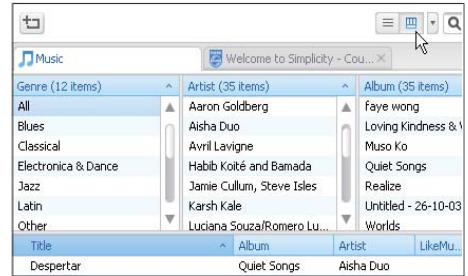 Music
Welcome to Simplicity - Cou...
Genre (12 items)
All
Blues
Classical
Electronica & Dance
Jazz
Latin
Other
Artist (35 items)
Aaron Goldberg
Aisha Duo
Avril Lavigne
Habib Koité and Bamada
Jamie Cullum, Steve Isles
Karsh Kale
Luciana Souza/Romero Lu...
Album (35 items)
faye wong
Loving Kindness &
Muso Ko
Quiet Songs
Realize
Untitled - 26-10-03
Worlds
Title Album Artist LikeMu...
Despertar Quiet Songs Aisha Duo